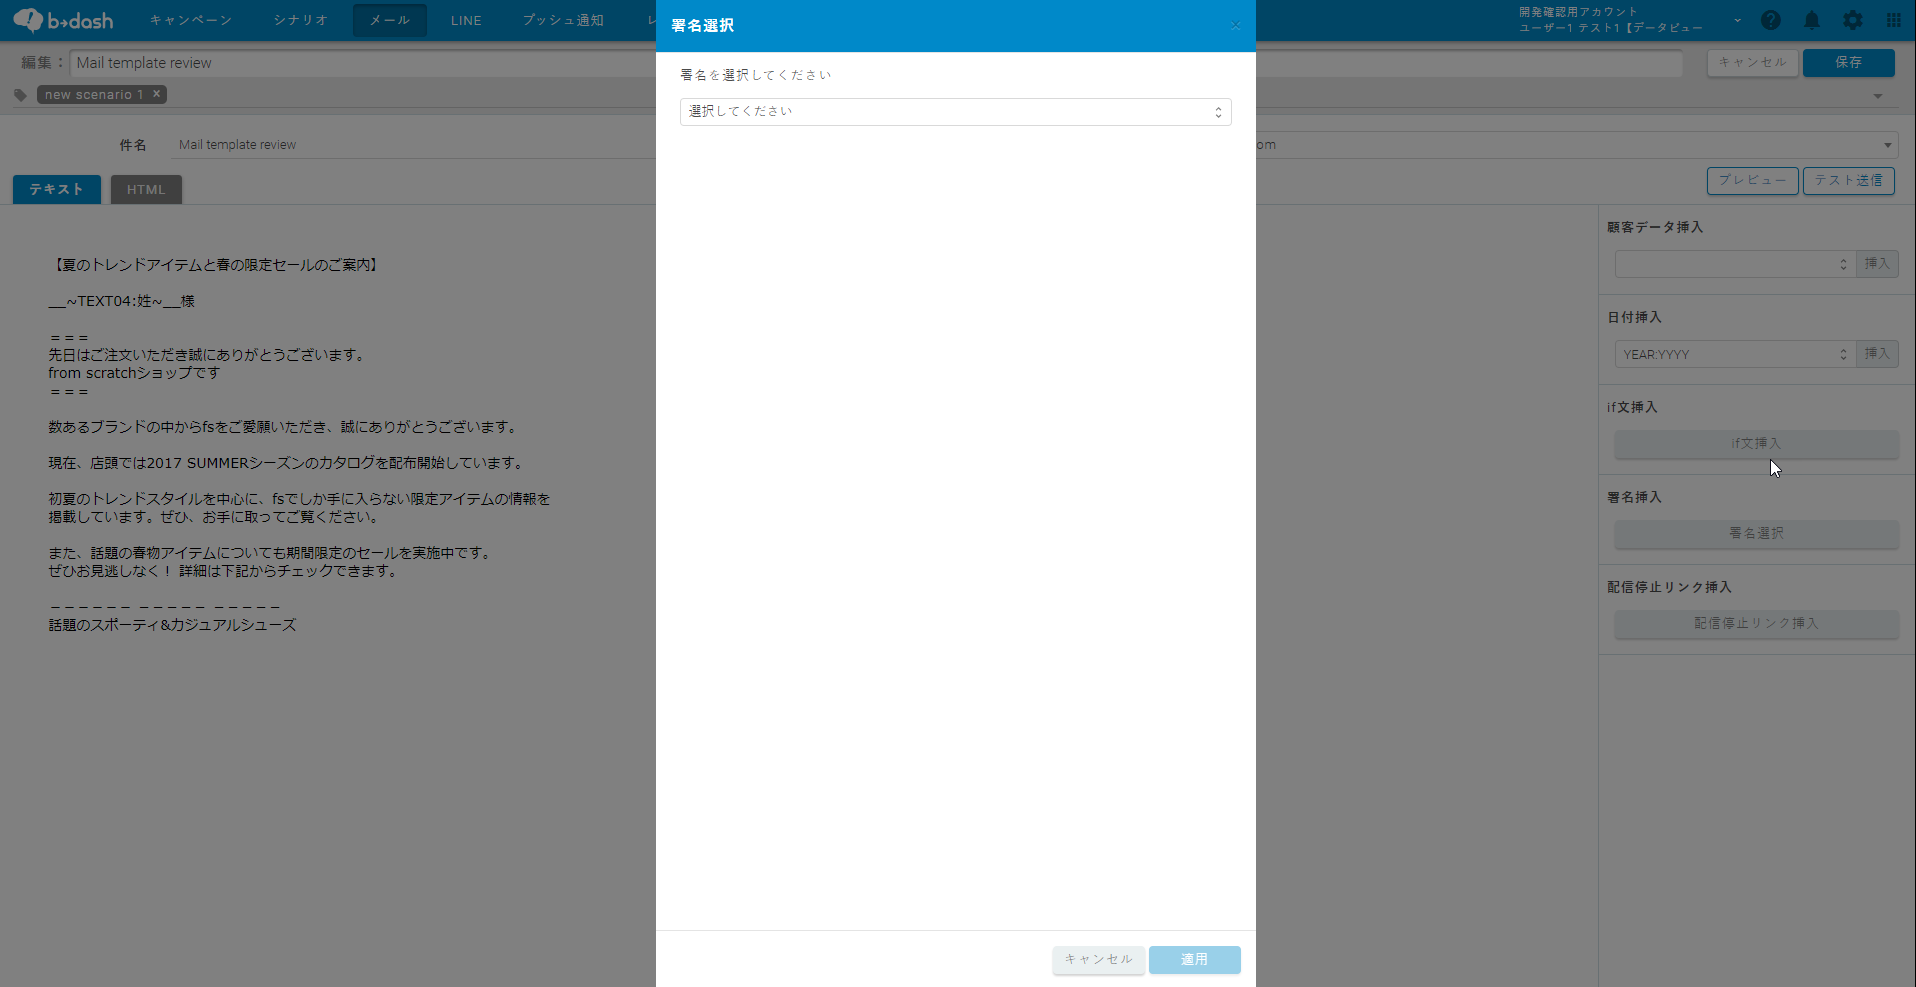 b→dash
キャンペーン
シナリオ
メール
LINE
プッシュ通知
開発確認用アカウント
ユーザー1 テスト1【データビュー
署名選択
×
編集：
Mail template review
キャンセル
保存
new scenario 1 ×
署名を選択してください
選択してください
件名
Mail template review
om
テキスト
HTML
プレビュー
テスト送信
【夏のトレンドアイテムと春の限定セールのご案内】
__~TEXT04:姓~__様
＝＝＝
先日はご注文いただき誠にありがとうございます。
from scratchショップです
＝＝＝
数あるブランドの中からfsをご愛願いただき、誠にありがとうございます。
現在、店頭では2017 SUMMERシーズンのカタログを配布開始しています。
初夏のトレンドスタイルを中心に、fsでしか手に入らない限定アイテムの情報を
掲載しています。ぜひ、お手に取ってご覧ください。
また、話題の春物アイテムについても期間限定のセールを実施中です。
ぜひお見逃しなく！ 詳細は下記からチェックできます。
－－－－－－ －－－－－ －－－－－
話題のスポーティ&カジュアルシューズ
顧客データ挿入
挿入
日付挿入
YEAR:YYYY
挿入
if文挿入
if文挿入
署名挿入
署名選択
配信停止リンク挿入
配信停止リンク挿入
キャンセル
適用